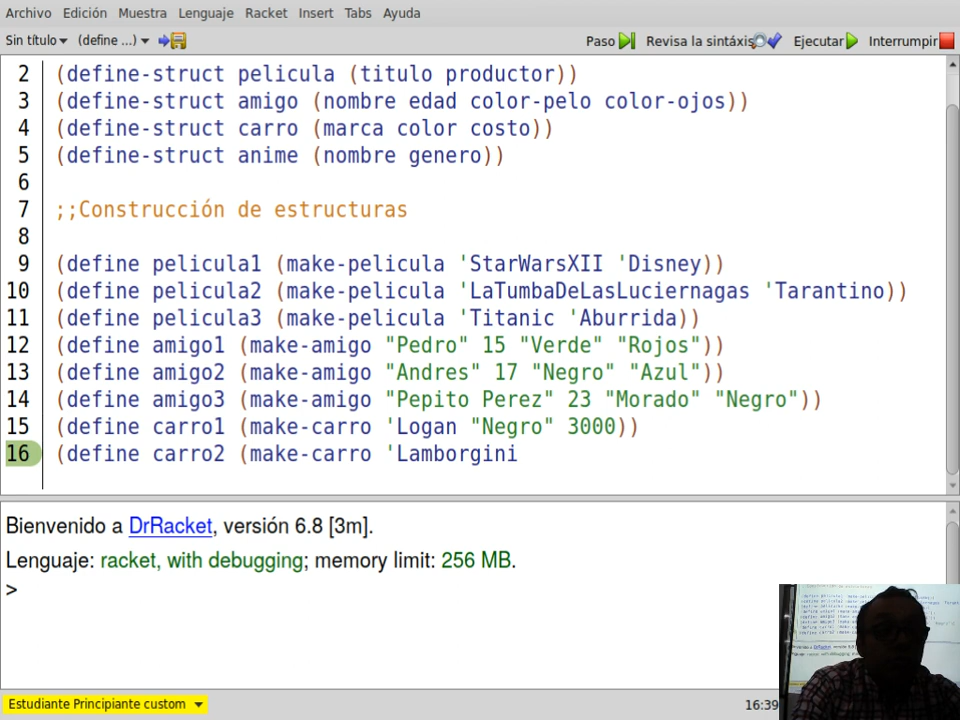 Archivo Edición Muestra Lenguaje Racket Insert Tabs Ayuda
Sin título (define ...) Paso Revisa la sintáxis Ejecutar Interrumpir
2 (define-struct pelicula (titulo productor))
3 (define-struct amigo (nombre edad color-pelo color-ojos))
4 (define-struct carro (marca color costo))
5 (define-struct anime (nombre genero))
6
7 ;;Construcción de estructuras
8
9 (define pelicula1 (make-pelicula 'StarWarsXII 'Disney))
10 (define pelicula2 (make-pelicula 'LaTumbaDeLasLuciernagas 'Tarantino))
11 (define pelicula3 (make-pelicula 'Titanic 'Aburrida))
12 (define amigo1 (make-amigo "Pedro" 15 "Verde" "Rojos"))
13 (define amigo2 (make-amigo "Andres" 17 "Negro" "Azul"))
14 (define amigo3 (make-amigo "Pepito Perez" 23 "Morado" "Negro"))
15 (define carro1 (make-carro 'Logan "Negro" 3000))
16 (define carro2 (make-carro 'Lamborgini
Bienvenido a DrRacket, versión 6.8 [3m].
Lenguaje: racket, with debugging; memory limit: 256 MB.
>
Estudiante Principiante custom 16:39